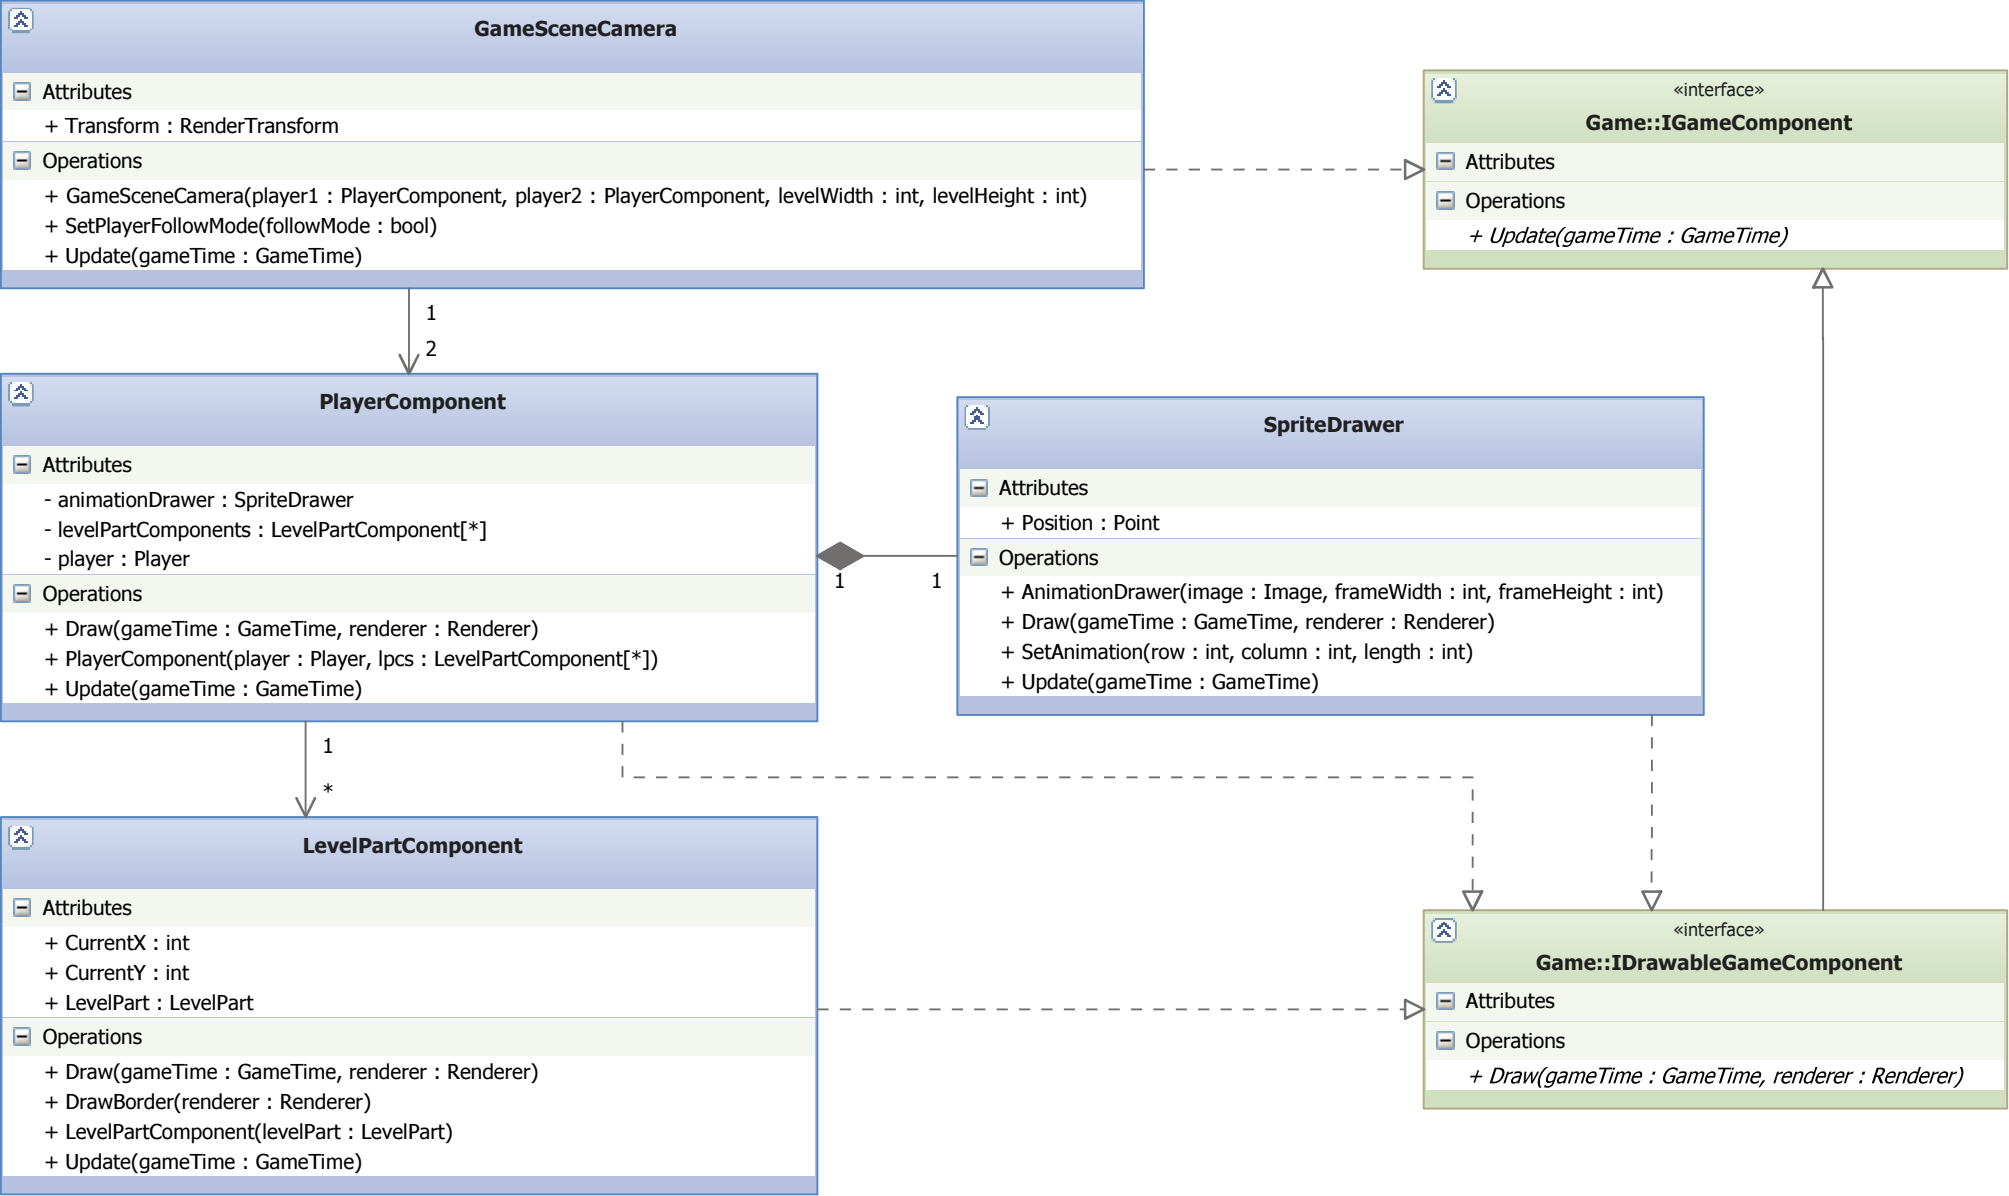 GameSceneCamera
Attributes
+ Transform : RenderTransform
Operations
+ GameSceneCamera(player1 : PlayerComponent, player2 : PlayerComponent, levelWidth : int, levelHeight : int)
+ SetPlayerFollowMode(followMode : bool)
+ Update(gameTime : GameTime)
«interface»
Game::IGameComponent
Attributes
Operations
+ Update(gameTime : GameTime)
1
2
PlayerComponent
Attributes
- animationDrawer : SpriteDrawer
- levelPartComponents : LevelPartComponent[*]
- player : Player
Operations
+ Draw(gameTime : GameTime, renderer : Renderer)
+ PlayerComponent(player : Player, lpcs : LevelPartComponent[*])
+ Update(gameTime : GameTime)
1
1
SpriteDrawer
Attributes
+ Position : Point
Operations
+ AnimationDrawer(image : Image, frameWidth : int, frameHeight : int)
+ Draw(gameTime : GameTime, renderer : Renderer)
+ SetAnimation(row : int, column : int, length : int)
+ Update(gameTime : GameTime)
1
*
LevelPartComponent
Attributes
+ CurrentX : int
+ CurrentY : int
+ LevelPart : LevelPart
Operations
+ Draw(gameTime : GameTime, renderer : Renderer)
+ DrawBorder(renderer : Renderer)
+ LevelPartComponent(levelPart : LevelPart)
+ Update(gameTime : GameTime)
«interface»
Game::IDrawableGameComponent
Attributes
Operations
+ Draw(gameTime : GameTime, renderer : Renderer)